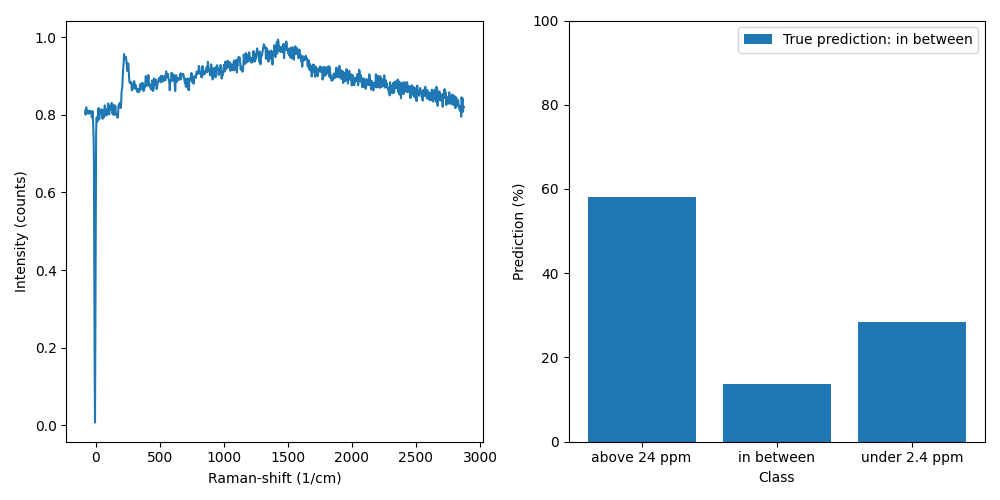 1.0
0.8
0.6
0.4
0.2
0.0
Intensity (counts)
0 500 1000 1500 2000 2500 3000
Raman-shift (1/cm)
True prediction: in between
100
80
60
40
20
0
Prediction (%)
above 24 ppm in between under 2.4 ppm
Class